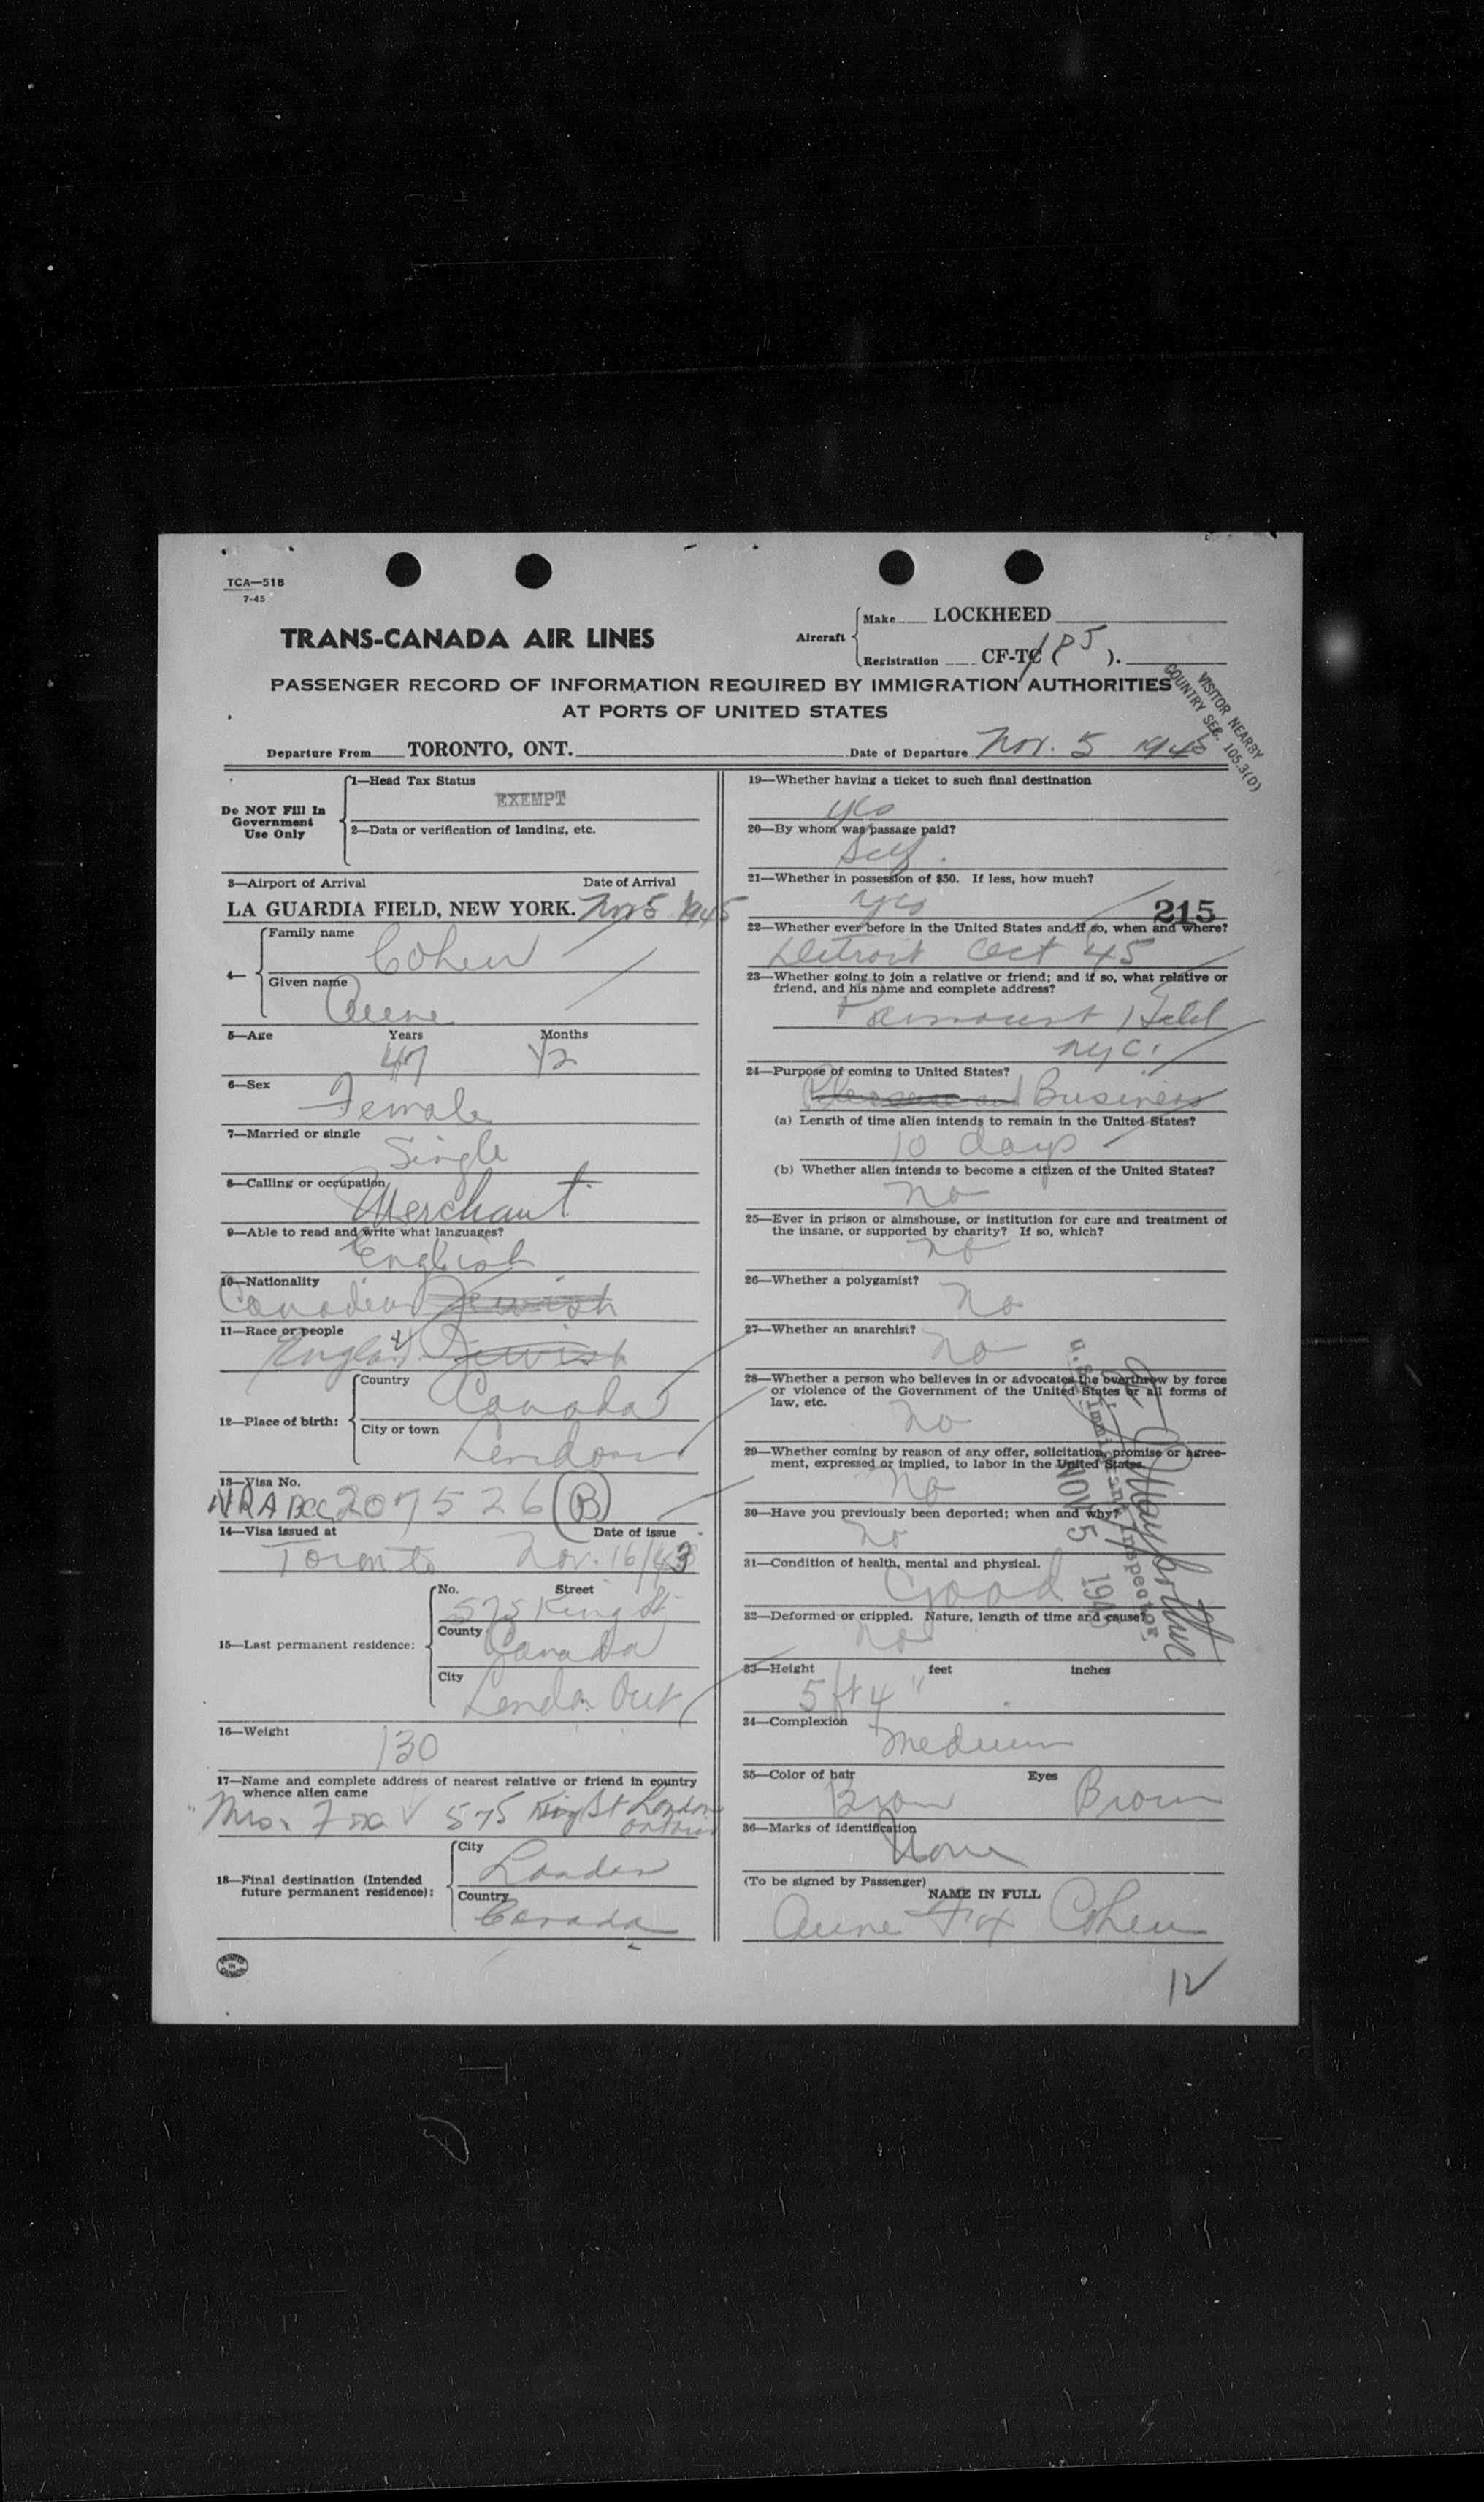 TCA—518
7-45
TRANS-CANADA AIR LINES
Aircraft
Make LOCKHEED
Registration CF-TC ( ).
PASSENGER RECORD OF INFORMATION REQUIRED BY IMMIGRATION AUTHORITIES
AT PORTS OF UNITED STATES
VISITOR NEARBY
COUNTRY SEC. 105.3(D)
Departure From TORONTO, ONT. Date of Departure Nov. 5 1945
Do NOT Fill In
Government
Use Only
1—Head Tax Status
EXEMPT
2—Data or verification of landing, etc.
3—Airport of Arrival Date of Arrival
LA GUARDIA FIELD, NEW YORK. Nov 5 1945
4—
Family name
Cohen
Given name
Anne
5—Age Years Months
47 1/2
6—Sex
Female
7—Married or single
Single
8—Calling or occupation
Merchant
9—Able to read and write what languages?
English
10—Nationality
Canadian Jewish
11—Race or people
English Jewish
12—Place of birth:
Country
Canada
City or town
London
13—Visa No.
207526 (B)
14—Visa issued at Date of issue
Toronto Nov. 16/43
15—Last permanent residence:
No. Street
575 King St
County
Canada
City
London Ont
16—Weight
130
17—Name and complete address of nearest relative or friend in country
whence alien came
Mrs. Fox 575 King St London
Ontario
18—Final destination (Intended
future permanent residence):
City
London
Country
Canada
PRINTED IN CANADA
19—Whether having a ticket to such final destination
yes
20—By whom was passage paid?
Self.
21—Whether in possession of $50. If less, how much?
yes
215
22—Whether ever before in the United States and if so, when and where?
Detroit Oct 45
23—Whether going to join a relative or friend; and if so, what relative or
friend, and his name and complete address?
Paramount Hotel
NYC.
24—Purpose of coming to United States?
Pleasure and Business
(a) Length of time alien intends to remain in the United States?
10 days
(b) Whether alien intends to become a citizen of the United States?
No
25—Ever in prison or almshouse, or institution for care and treatment of
the insane, or supported by charity? If so, which?
No
26—Whether a polygamist?
No
27—Whether an anarchist?
No
28—Whether a person who believes in or advocates the overthrow by force
or violence of the Government of the United States or all forms of
law, etc.
No
29—Whether coming by reason of any offer, solicitation, promise or agree-
ment, expressed or implied, to labor in the United States.
No
30—Have you previously been deported; when and why?
No
31—Condition of health, mental and physical.
Good
32—Deformed or crippled. Nature, length of time and cause?
No
33—Height feet inches
5 ft 4 "
34—Complexion
Medium
35—Color of hair Eyes
Brown Brown
36—Marks of identification
None
(To be signed by Passenger)
NAME IN FULL
Anne Fox Cohen
U.S. Immigrant Inspector
NOV 5 1945
12